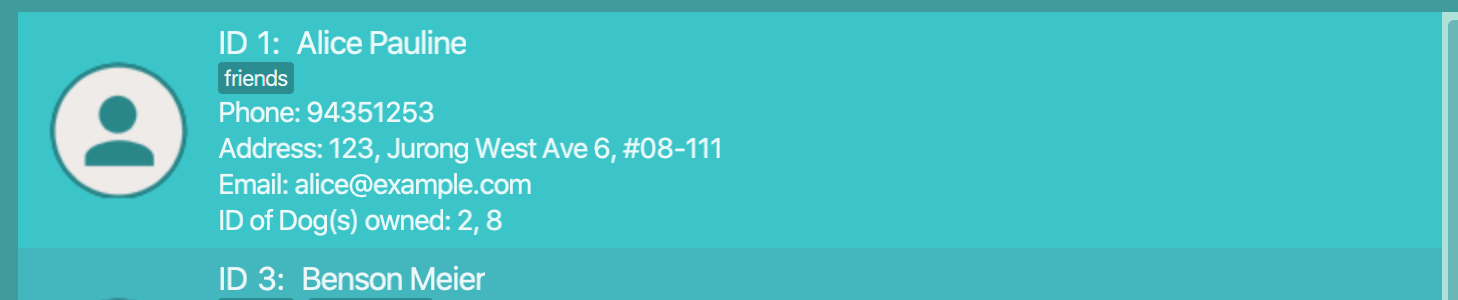 ID 1: Alice Pauline
friends
Phone: 94351253
Address: 123, Jurong West Ave 6, #08-111
Email: alice@example.com
ID of Dog(s) owned: 2, 8
ID 3: Benson Meier